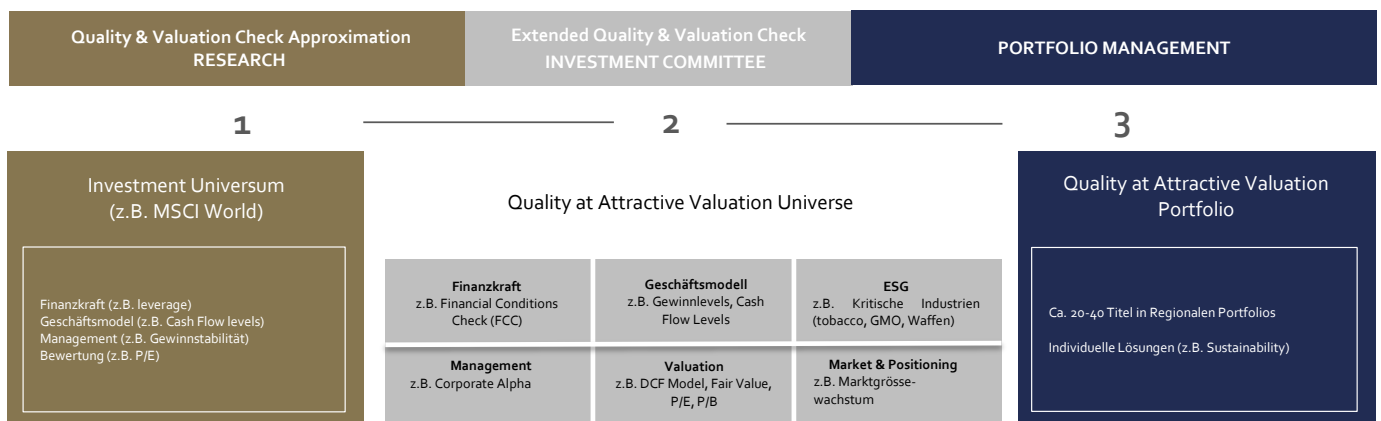 Quality & Valuation Check Approximation
RESEARCH
Extended Quality & Valuation Check
INVESTMENT COMMITTEE
PORTFOLIO MANAGEMENT
1
2
3
Investment Universum
(z.B. MSCI World)
Finanzkraft (z.B. leverage)
Geschäftsmodel (z.B. Cash Flow levels)
Management (z.B. Gewinnstabilität)
Bewertung (z.B. P/E)
Quality at Attractive Valuation Universe
Finanzkraft
z.B. Financial Conditions
Check (FCC)
Geschäftsmodell
z.B. Gewinnlevels, Cash
Flow Levels
ESG
z.B. Kritische Industrien
(tobacco, GMO, Waffen)
Management
z.B. Corporate Alpha
Valuation
z.B. DCF Model, Fair Value,
P/E, P/B
Market & Positioning
z.B. Marktgrösse-
wachstum
Quality at Attractive Valuation
Portfolio
Ca. 20-40 Titel in Regionalen Portfolios
Individuelle Lösungen (z.B. Sustainability)